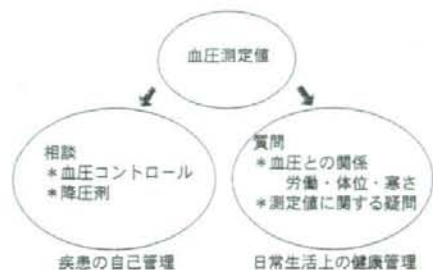 血圧測定値
相談
*血圧コントロール
*降圧剤
疾患の自己管理
質問
*血圧との関係
労働・体位・寒さ
*測定値に関する疑問
日常生活上の健康管理